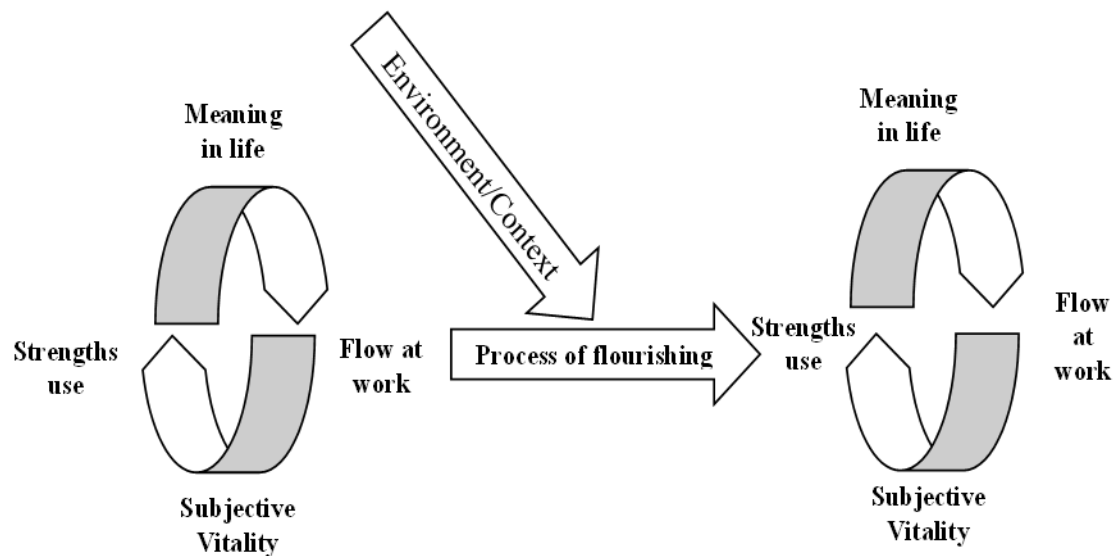 Meaning
in life
Strengths
use
Flow at
work
Subjective
Vitality
Environment/Context
Process of flourishing
Meaning
in life
Strengths
use
Flow
at
work
Subjective
Vitality